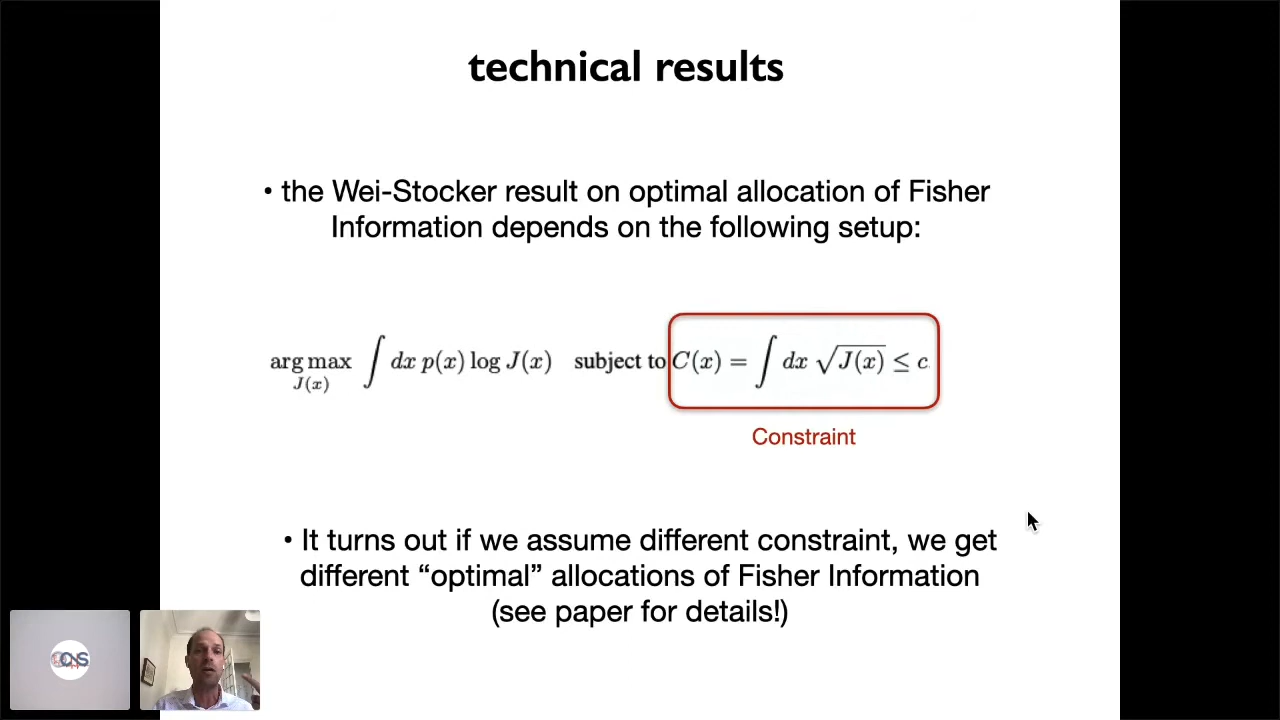 technical results
• the Wei-Stocker result on optimal allocation of Fisher
Information depends on the following setup:
arg max ∫ dx p(x) log J(x) subject to C(x) = ∫ dx √J(x) ≤ c
J(x)
Constraint
• It turns out if we assume different constraint, we get
different “optimal” allocations of Fisher Information
(see paper for details!)